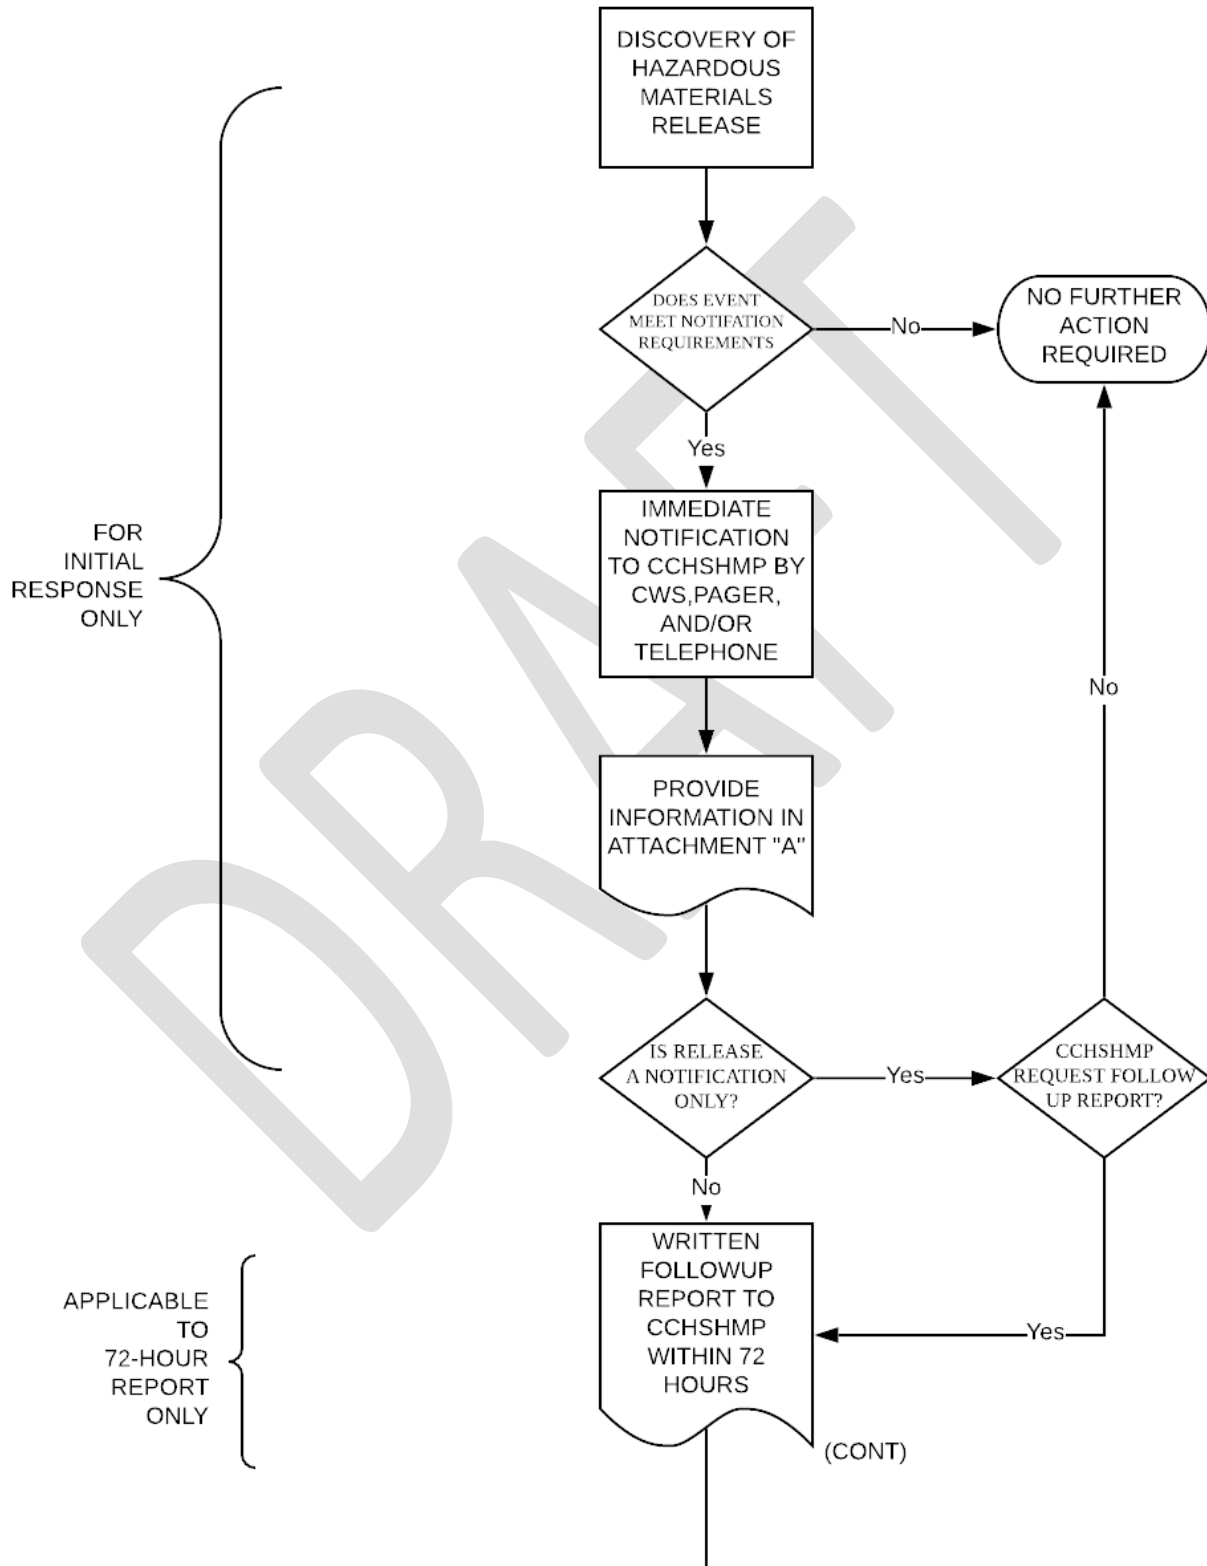 DISCOVERY OF
HAZARDOUS
MATERIALS
RELEASE
DOES EVENT
MEET NOTIFATION
REQUIREMENTS
No
NO FURTHER
ACTION
REQUIRED
Yes
IMMEDIATE
NOTIFICATION
TO CCHSHMP BY
CWS,PAGER,
AND/OR
TELEPHONE
FOR
INITIAL
RESPONSE
ONLY
No
PROVIDE
INFORMATION IN
ATTACHMENT "A"
IS RELEASE
A NOTIFICATION
ONLY?
Yes
CCHSHMP
REQUEST FOLLOW
UP REPORT?
No
WRITTEN
FOLLOWUP
REPORT TO
CCHSHMP
WITHIN 72
HOURS
Yes
APPLICABLE
TO
72-HOUR
REPORT
ONLY
(CONT)
DRAFT